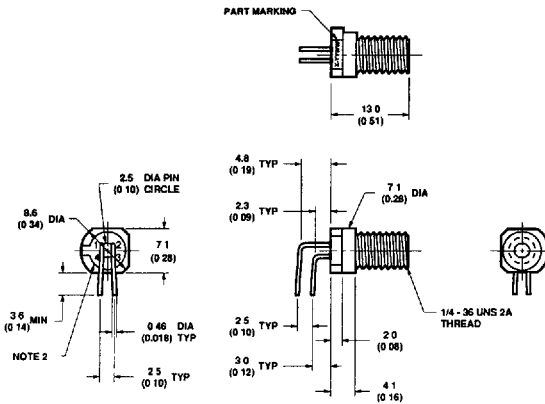 PART MARKING
13 0
(0 51)
4.8 TYP
(0 19)
2.5 DIA PIN
(0 10) CIRCLE
7 1 DIA
(0.28)
8.6 DIA
(0 34)
2.3 TYP
(0 09)
1 2
4 3
7 1
(0 28)
3 6 MIN
(0 14)
0 46 DIA
(0.018) TYP
NOTE 2
2 5 TYP
(0 10)
2 5 TYP
(0 10)
3 0 TYP
(0 12)
2 0
(0 08)
4 1
(0 16)
1/4 - 36 UNS 2A
THREAD